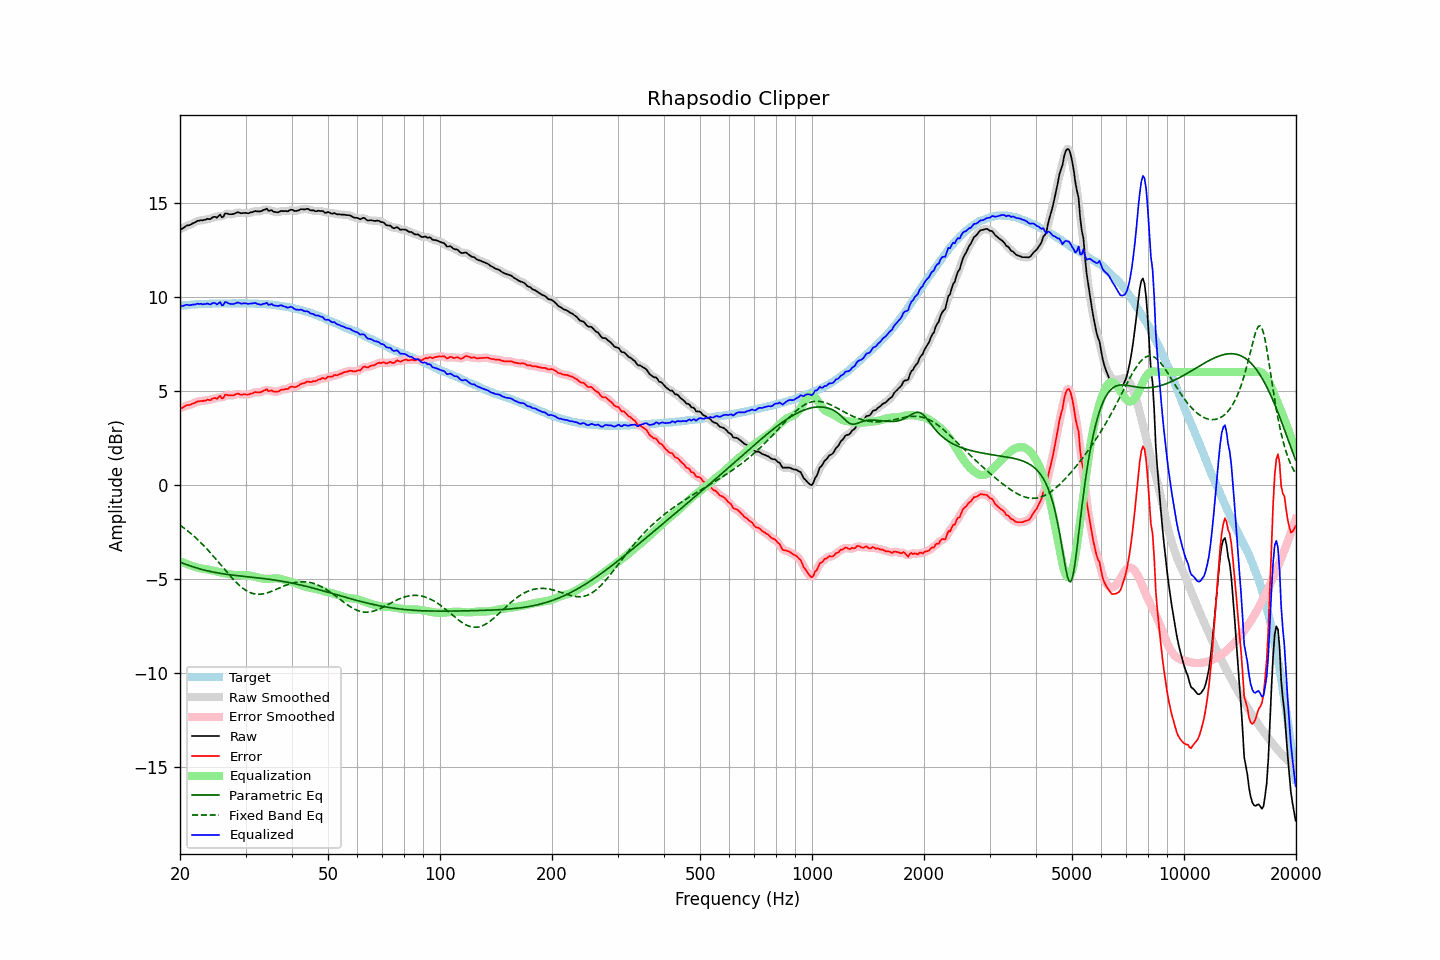 Rhapsodio Clipper
Amplitude (dBr)
15
10
5
0
−5
−10
−15
Target
Raw Smoothed
Error Smoothed
Raw
Error
Equalization
Parametric Eq
Fixed Band Eq
Equalized
20 50 100 200 500 1000 2000 5000 10000 20000
Frequency (Hz)